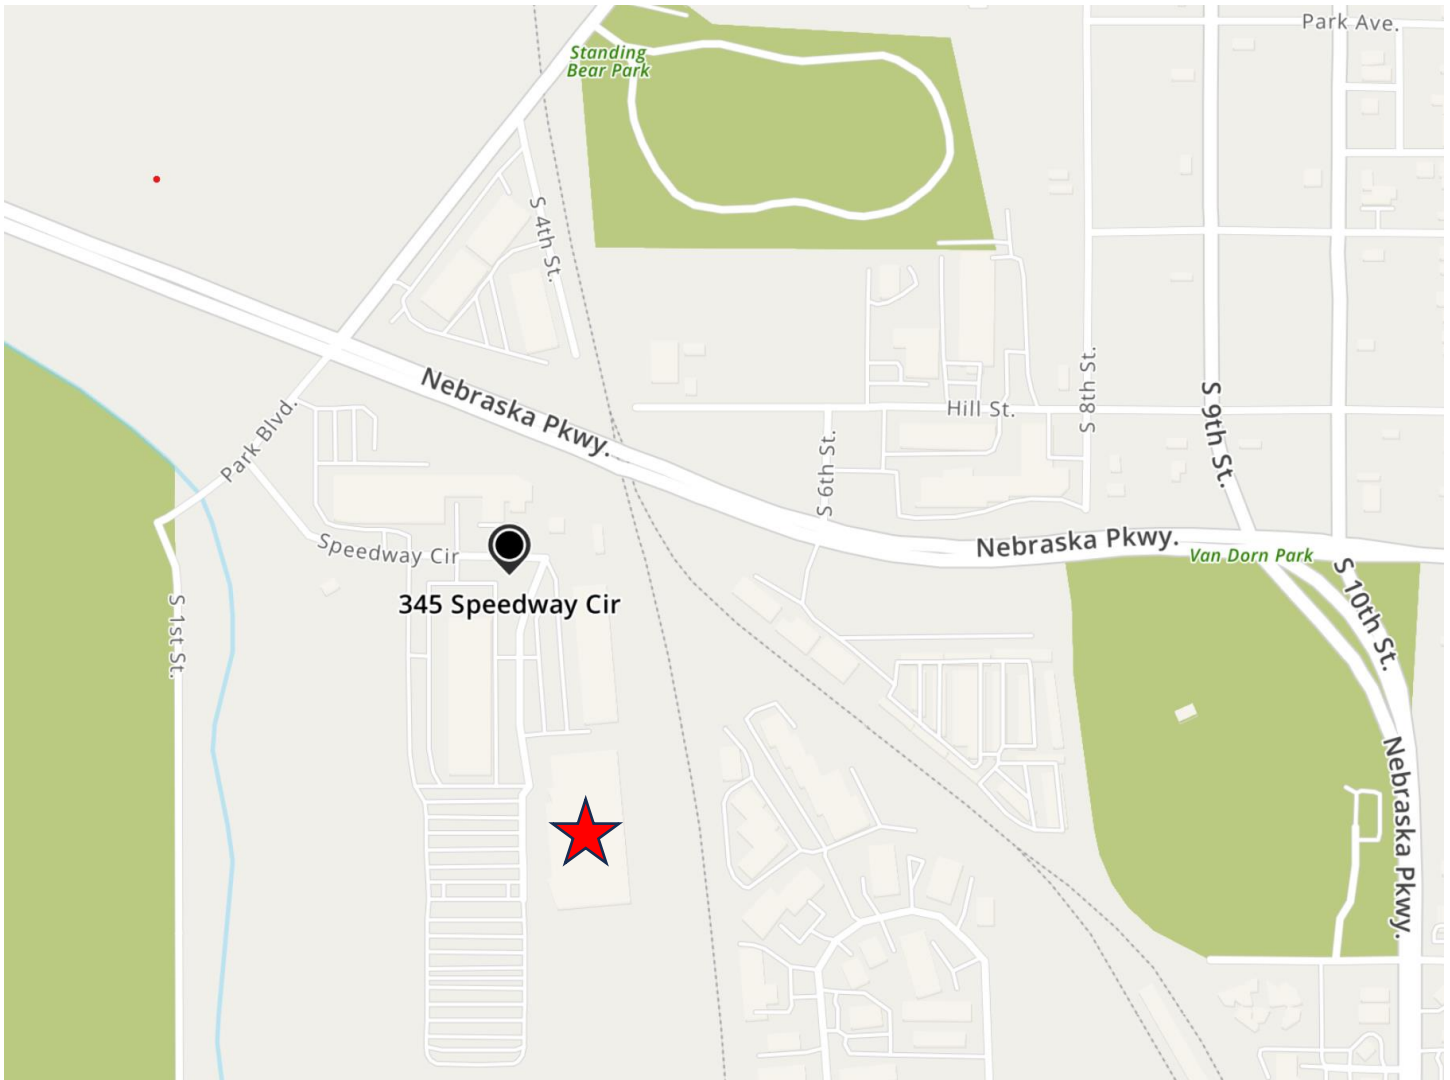 Park Ave.
Standing
Bear Park
S 4th St.
Nebraska Pkwy.
Hill St.
S 8th St.
S 9th St.
Park Blvd.
S 6th St.
Speedway Cir
Nebraska Pkwy.
Van Dorn Park
345 Speedway Cir
S 10th St.
S 1st St.
Nebraska Pkwy.